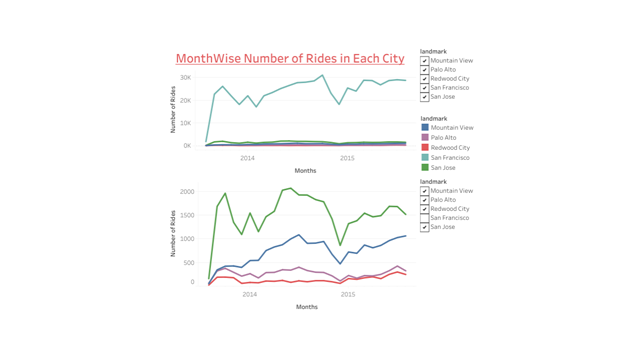 MonthWise Number of Rides in Each City
landmark
Mountain View
Palo Alto
Redwood City
San Francisco
San Jose
30K
20K
10K
0K
Number of Rides
2014
2015
Months
landmark
Mountain View
Palo Alto
Redwood City
San Francisco
San Jose
landmark
Mountain View
Palo Alto
Redwood City
San Francisco
San Jose
2000
1500
1000
500
0
Number of Rides
2014
2015
Months